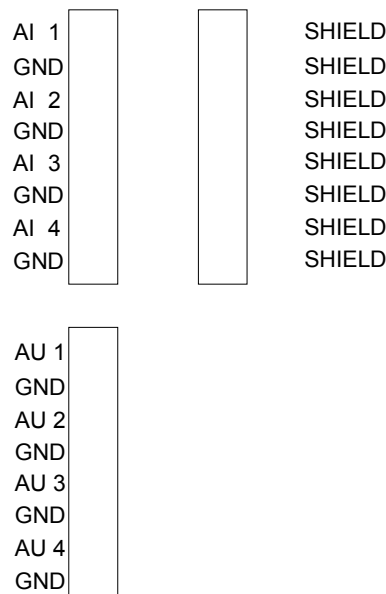 AI 1 SHIELD
GND SHIELD
AI 2 SHIELD
GND SHIELD
AI 3 SHIELD
GND SHIELD
AI 4 SHIELD
GND SHIELD
AU 1
GND
AU 2
GND
AU 3
GND
AU 4
GND